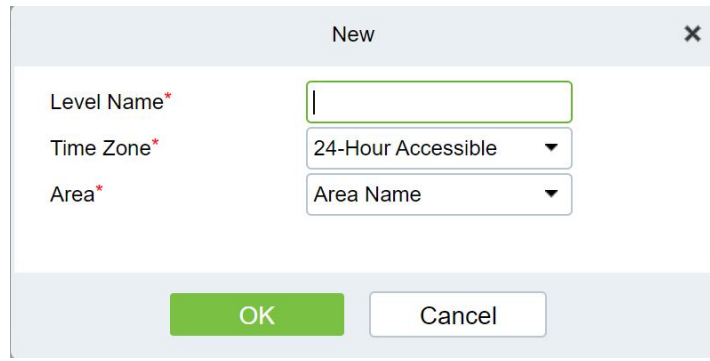 New
Level Name*
24-Hour Accessible
Time Zone*
Area*
Area Name
OK
Cancel